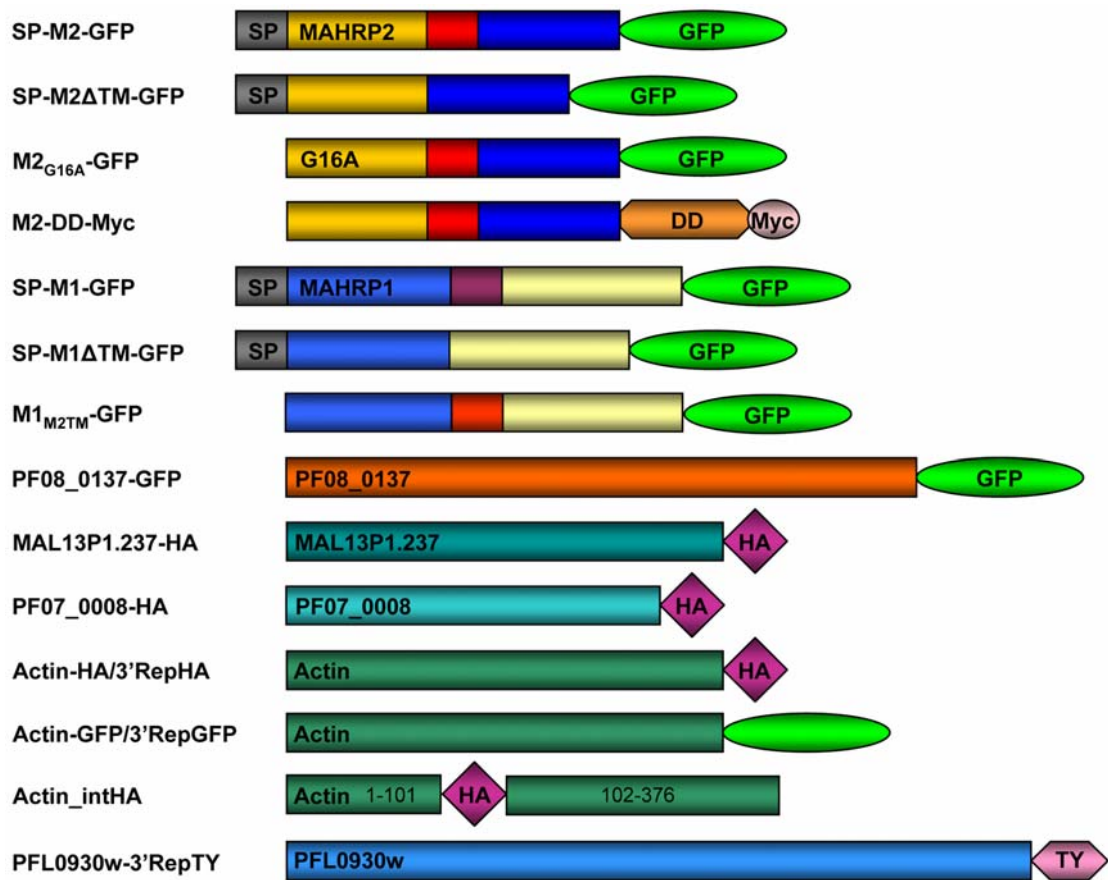 SP-M2-GFP SP MAHRP2 GFP
SP-M2ΔTM-GFP SP GFP
M2G16A-GFP G16A GFP
M2-DD-Myc DD Myc
SP-M1-GFP SP MAHRP1 GFP
SP-M1ΔTM-GFP SP GFP
M1M2TM-GFP GFP
PF08_0137-GFP PF08_0137 GFP
MAL13P1.237-HA MAL13P1.237 HA
PF07_0008-HA PF07_0008 HA
Actin-HA/3'RepHA Actin HA
Actin-GFP/3'RepGFP Actin
Actin_intHA Actin 1-101 HA 102-376
PFL0930w-3'RepTY PFL0930w TY